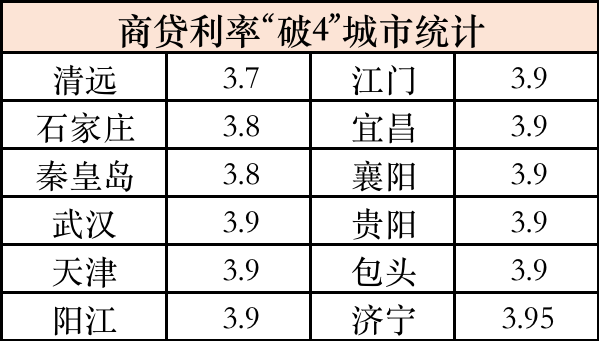 商贷利率“破4”城市统计
清远 3.7 江门 3.9
石家庄 3.8 宜昌 3.9
秦皇岛 3.8 襄阳 3.9
武汉 3.9 贵阳 3.9
天津 3.9 包头 3.9
阳江 3.9 济宁 3.95